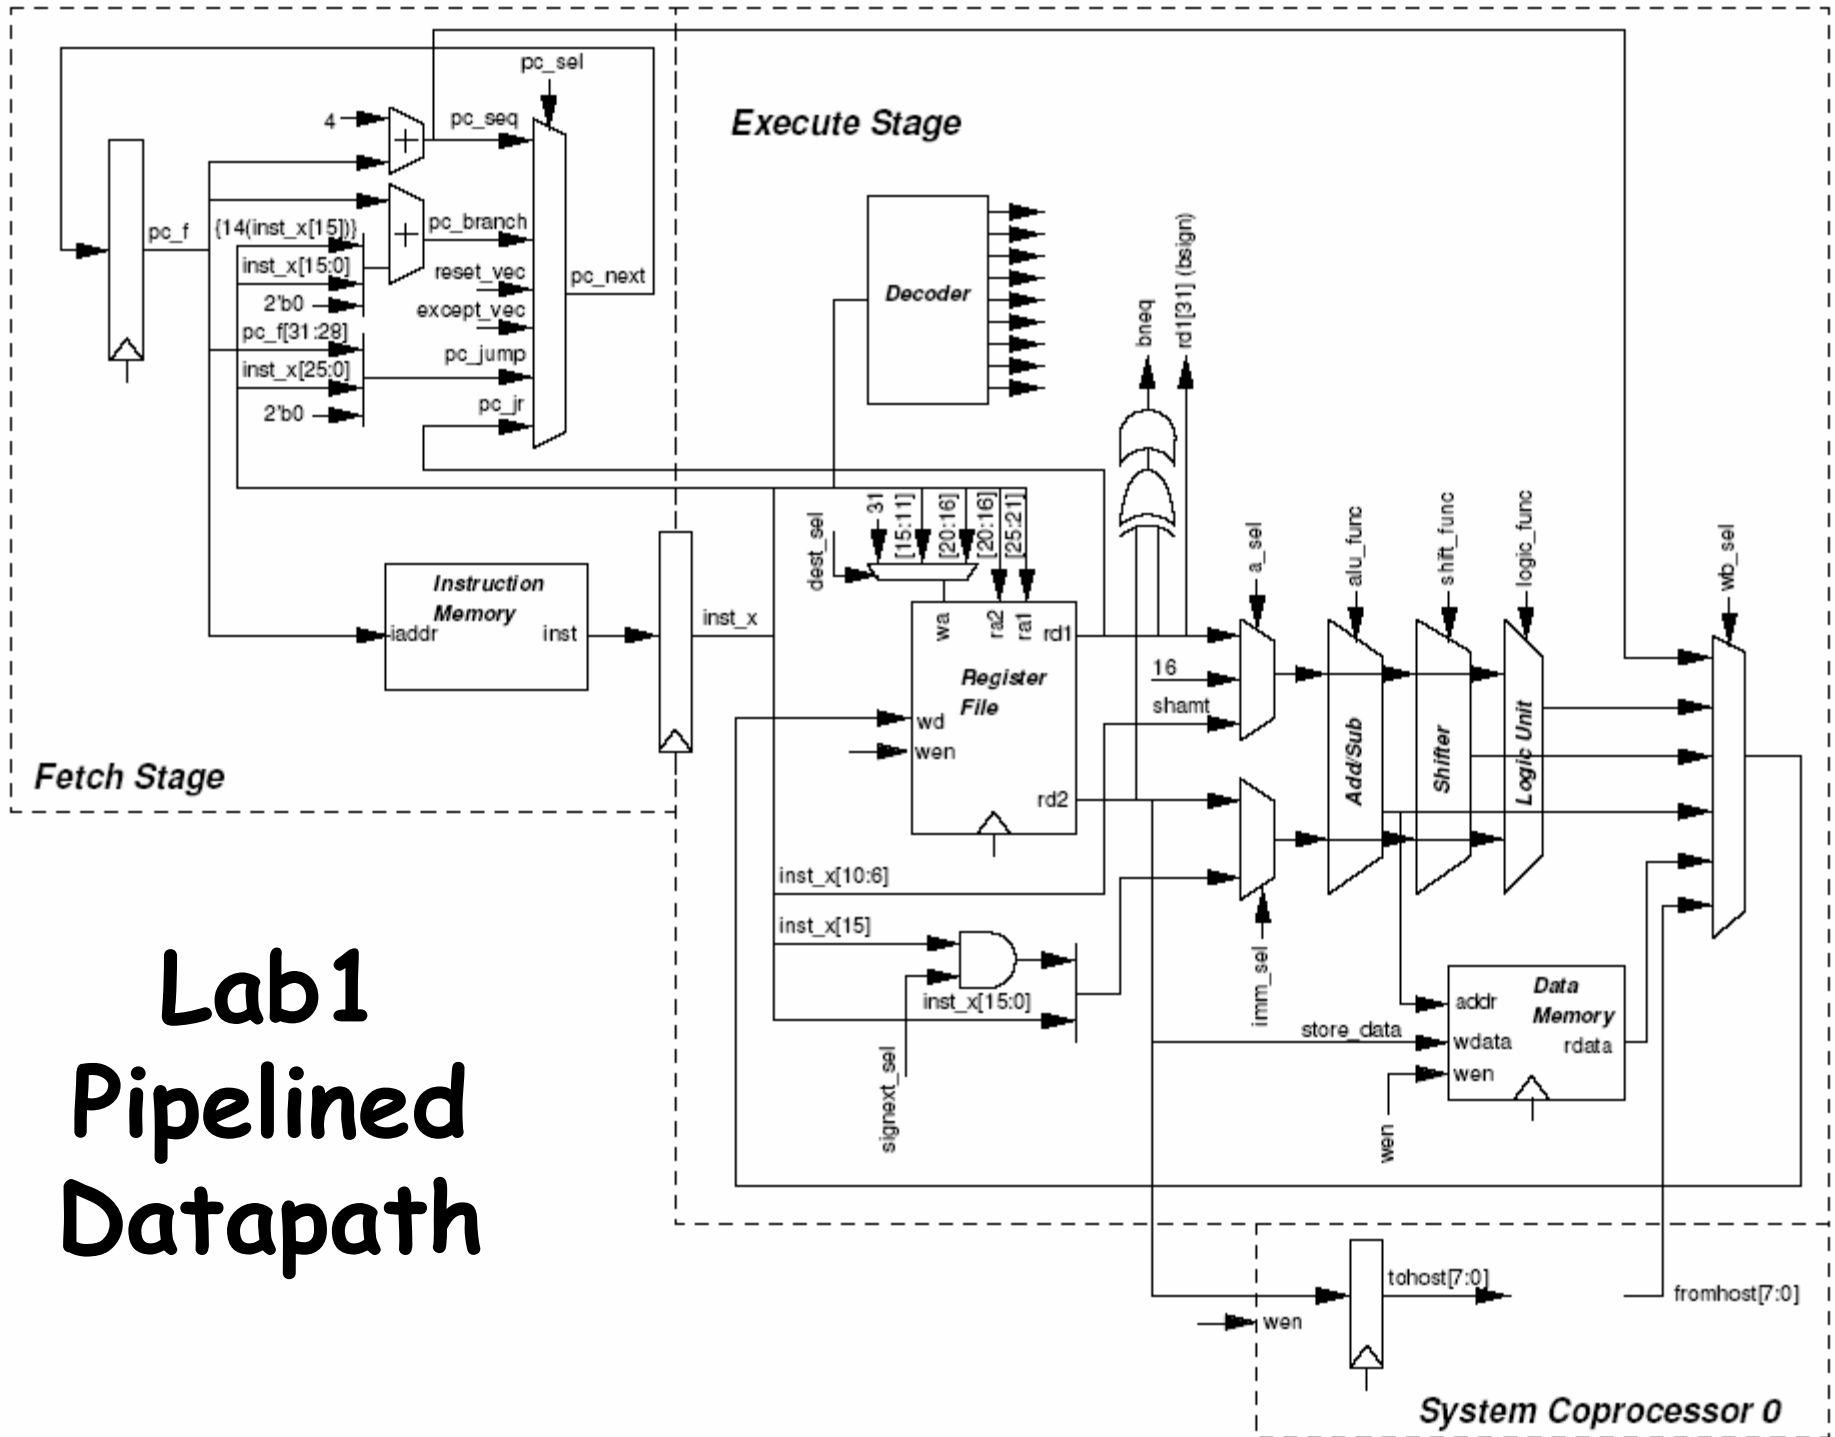 pc_sel
4
pc_seq
Execute Stage
pc_f
{14(inst_x[15])}
pc_branch
inst_x[15:0]
reset_vec
pc_next
2'b0
except_vec
pc_f[31:28]
pc_jump
inst_x[25:0]
pc_jr
2'b0
Decoder
bneq
rd1[31] (bsign)
dest_sel
31
[15:11]
[20:16]
[20:16]
[25:21]
a_sel
alu_func
shift_func
logic_func
wb_sel
Instruction
Memory
iaddr
inst
inst_x
wa
ra2
ra1
rd1
Register
File
16
shamt
wd
wen
rd2
Add/Sub
Shifter
Logic Unit
Fetch Stage
inst_x[10:6]
inst_x[15]
inst_x[15:0]
signext_sel
imm_sel
store_data
Data
Memory
addr
wdata
rdata
wen
wen
Lab1
Pipelined
Datapath
tohost[7:0]
fromhost[7:0]
wen
System Coprocessor 0